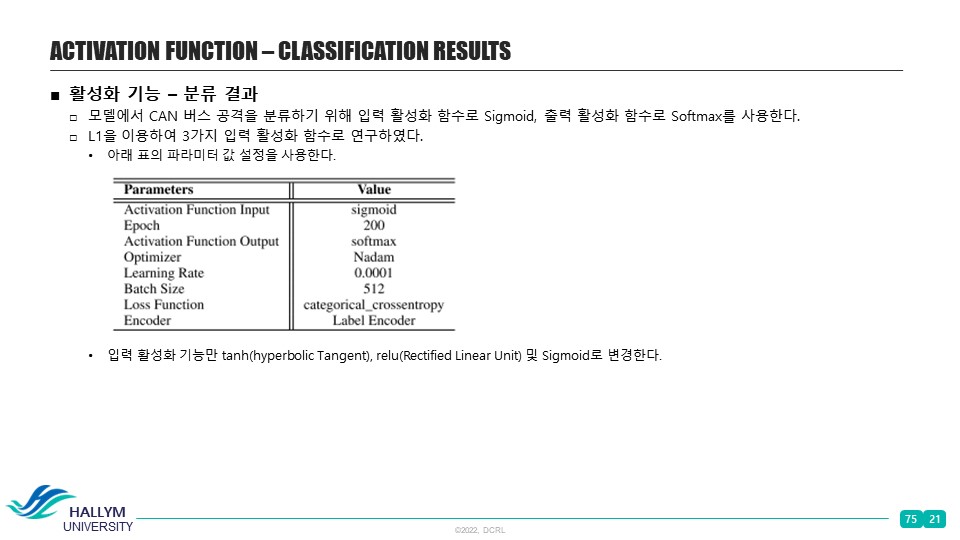 ACTIVATION FUNCTION – CLASSIFICATION RESULTS
■ 활성화 기능 – 분류 결과
□ 모델에서 CAN 버스 공격을 분류하기 위해 입력 활성화 함수로 Sigmoid, 출력 활성화 함수로 Softmax를 사용한다.
□ L1을 이용하여 3가지 입력 활성화 함수로 연구하였다.
• 아래 표의 파라미터 값 설정을 사용한다.
Parameters Value
Activation Function Input sigmoid
Epoch 200
Activation Function Output softmax
Optimizer Nadam
Learning Rate 0.0001
Batch Size 512
Loss Function categorical_crossentropy
Encoder Label Encoder
• 입력 활성화 기능만 tanh(hyperbolic Tangent), relu(Rectified Linear Unit) 및 Sigmoid로 변경한다.
HALLYM
UNIVERSITY
©2022, DCRL
75 21